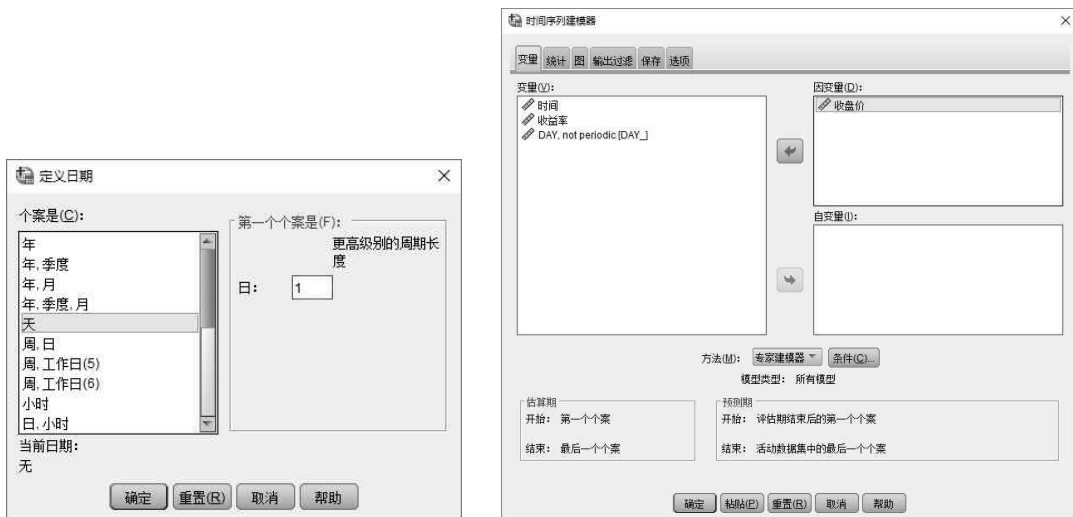 定义日期
个案是(C):
年
年, 季度
年, 月
年, 季度, 月
天
周, 日
周, 工作日(5)
周, 工作日(6)
小时
日, 小时
当前日期:
无
第一个个案是(F):
更高级别的周期长
度
日:
1
确定 重置(R) 取消 帮助
时间序列建模器
变量 统计 图 输出过滤 保存 选项
变量(V):
时间
收益率
DAY, not periodic [DAY_]
因变量(D):
收盘价
自变量(I):
方法(M): 专家建模器 条件(C)...
模型类型: 所有模型
估算期
开始: 第一个个案
结束: 最后一个个案
预测期
开始: 评估期结束后的第一个个案
结束: 活动数据集中的最后一个个案
确定 粘贴(P) 重置(R) 取消 帮助